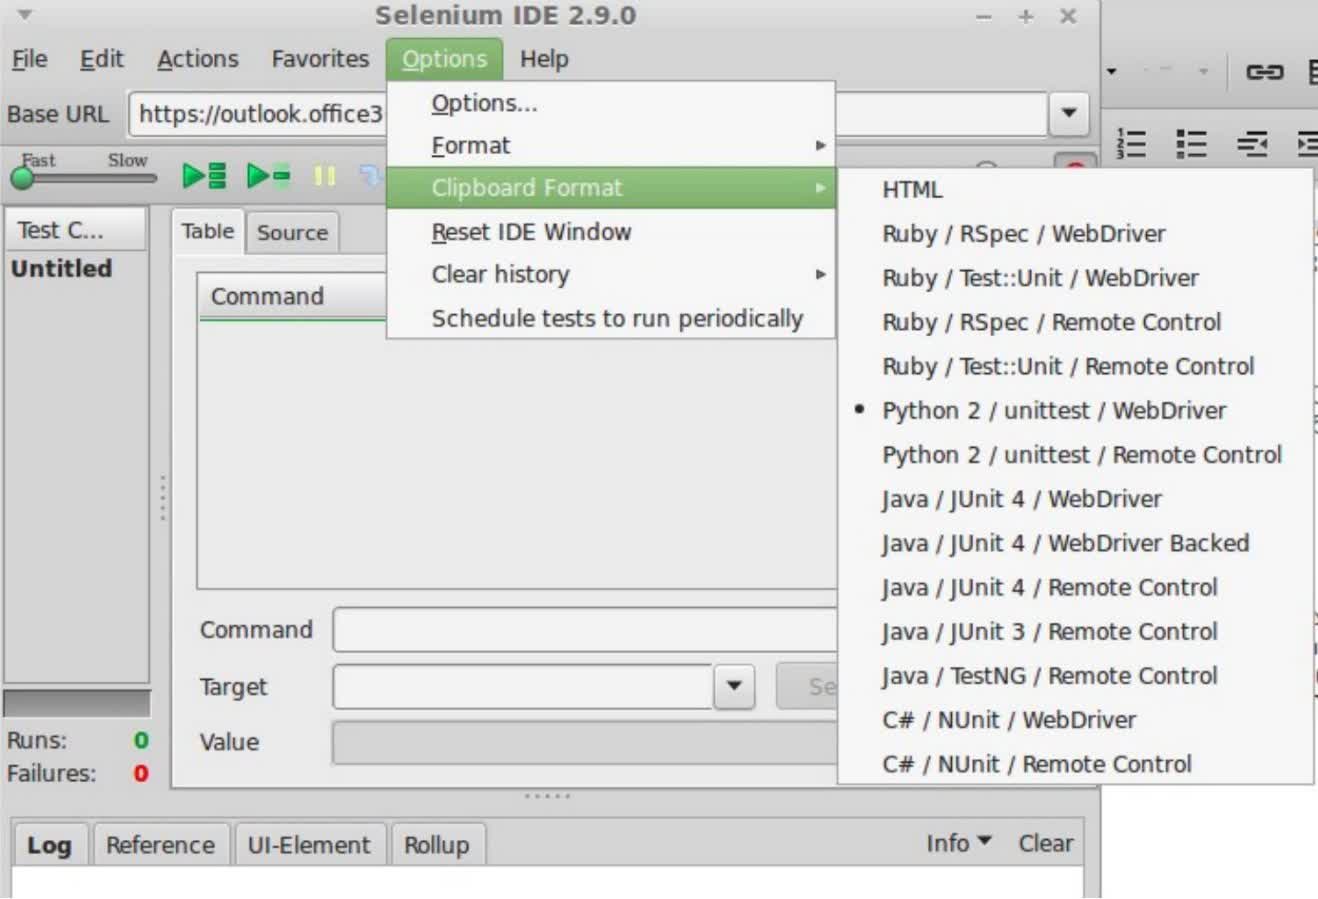 Selenium IDE 2.9.0
File Edit Actions Favorites Options Help
Base URL https://outlook.office3
Fast Slow
Options...
Format
Clipboard Format
Reset IDE Window
Clear history
Schedule tests to run periodically
HTML
Ruby / RSpec / WebDriver
Ruby / Test::Unit / WebDriver
Ruby / RSpec / Remote Control
Ruby / Test::Unit / Remote Control
Python 2 / unittest / WebDriver
Python 2 / unittest / Remote Control
Java / JUnit 4 / WebDriver
Java / JUnit 4 / WebDriver Backed
Java / JUnit 4 / Remote Control
Java / JUnit 3 / Remote Control
Java / TestNG / Remote Control
C# / NUnit / WebDriver
C# / NUnit / Remote Control
Test C...
Untitled
Table Source
Command
Command
Target
Se
Value
Runs: 0
Failures: 0
Log Reference UI-Element Rollup Info Clear